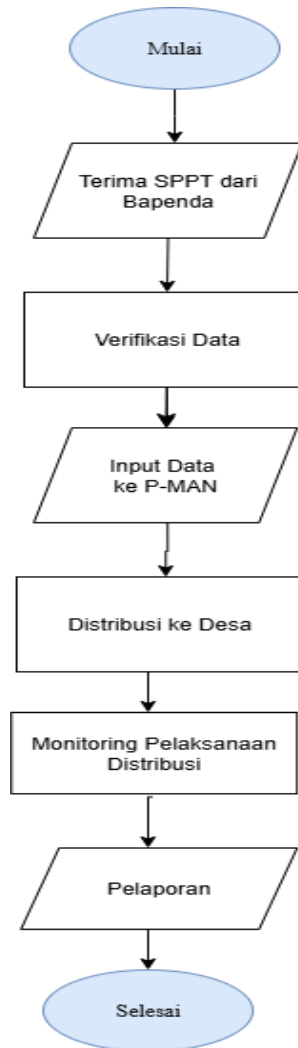 Mulai
Terima SPPT dari
Bapenda
Verifikasi Data
Input Data
ke P-MAN
Distribusi ke Desa
Monitoring Pelaksanaan
Distribusi
Pelaporan
Selesai